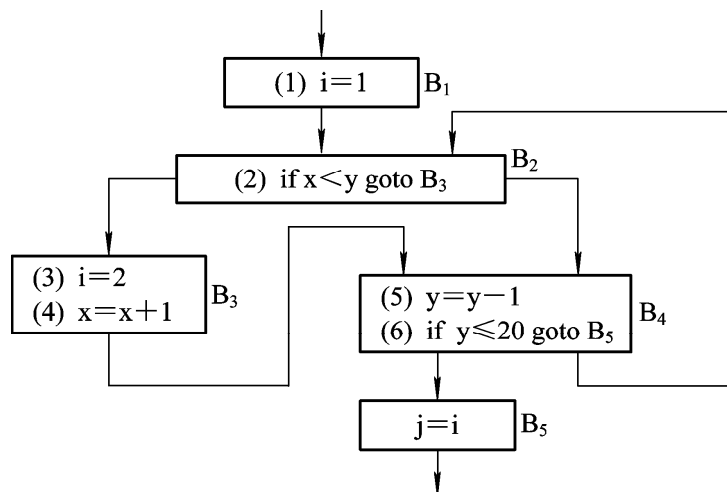 (1) i=1 B₁
(2) if x<y goto B₃ B₂
(3) i=2
(4) x=x+1
B₃
(5) y=y-1
(6) if y≤20 goto B₅
B₄
j=i B₅